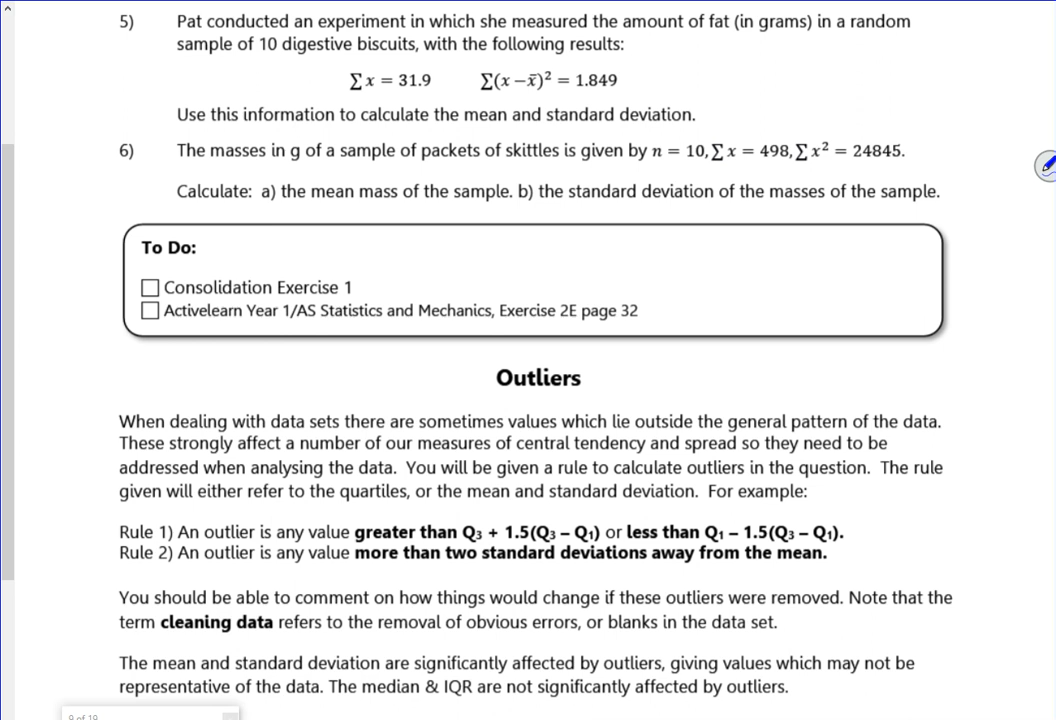 5) Pat conducted an experiment in which she measured the amount of fat (in grams) in a random
sample of 10 digestive biscuits, with the following results:
∑x = 31.9 ∑(x – x̄)² = 1.849
Use this information to calculate the mean and standard deviation.
6) The masses in g of a sample of packets of skittles is given by n = 10, ∑x = 498, ∑x² = 24845.
Calculate: a) the mean mass of the sample. b) the standard deviation of the masses of the sample.
To Do:
Consolidation Exercise 1
Activelearn Year 1/AS Statistics and Mechanics, Exercise 2E page 32
Outliers
When dealing with data sets there are sometimes values which lie outside the general pattern of the data.
These strongly affect a number of our measures of central tendency and spread so they need to be
addressed when analysing the data. You will be given a rule to calculate outliers in the question. The rule
given will either refer to the quartiles, or the mean and standard deviation. For example:
Rule 1) An outlier is any value greater than Q₃ + 1.5(Q₃ – Q₁) or less than Q₁ – 1.5(Q₃ – Q₁).
Rule 2) An outlier is any value more than two standard deviations away from the mean.
You should be able to comment on how things would change if these outliers were removed. Note that the
term cleaning data refers to the removal of obvious errors, or blanks in the data set.
The mean and standard deviation are significantly affected by outliers, giving values which may not be
representative of the data. The median & IQR are not significantly affected by outliers.
9 of 19